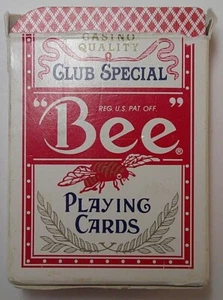 CASINO
QUALITY
CLUB SPECIAL
REG. U.S. PAT OFF.
"Bee"®
PLAYING
CARDS